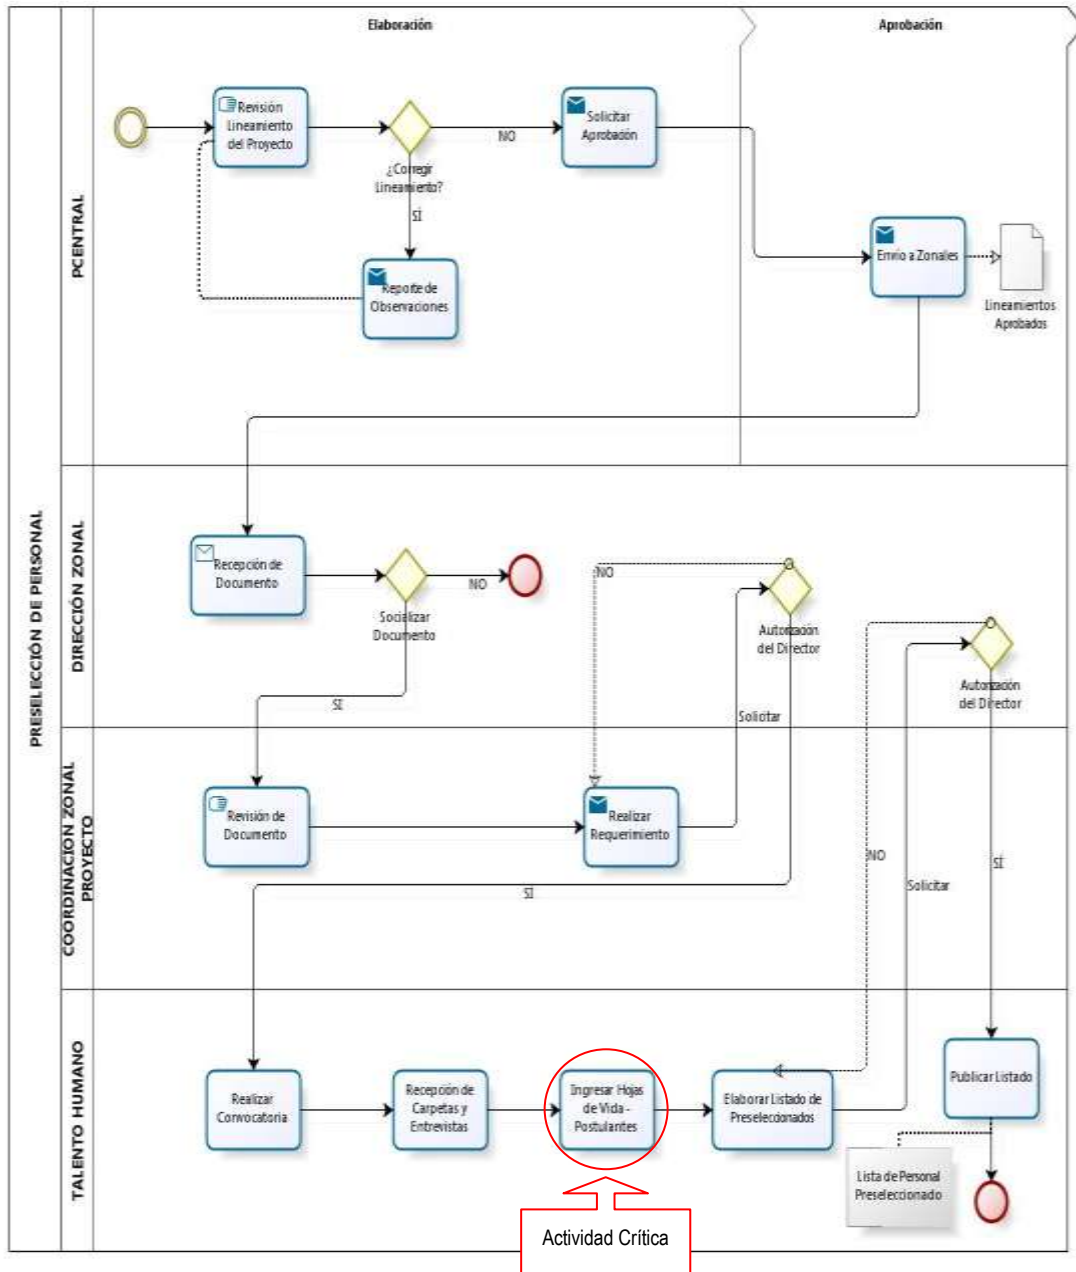 Elaboración
Aprobación
PRESELECCIÓN DE PERSONAL
PCENTRAL
Revisión
Lineamiento
del Proyecto
¿Corregir
Lineamiento?
NO
SÍ
Solicitar
Aprobación
Reporte de
Observaciones
Envío a Zonales
Lineamientos
Aprobados
DIRECCIÓN ZONAL
Recepción de
Documento
Socializar
Documento
NO
SI
NO
Autorización
del Director
Solicitar
Autorización
del Director
COORDINACION ZONAL
PROYECTO
Revisión de
Documento
Realizar
Requerimiento
SI
NO
Solicitar
SÍ
TALENTO HUMANO
Realizar
Convocatoria
Recepción de
Carpetas y
Entrevistas
Ingresar Hojas
de Vida -
Postulantes
Elaborar Listado de
Preseleccionados
Publicar Listado
Lista de Personal
Preseleccionado
Actividad Crítica